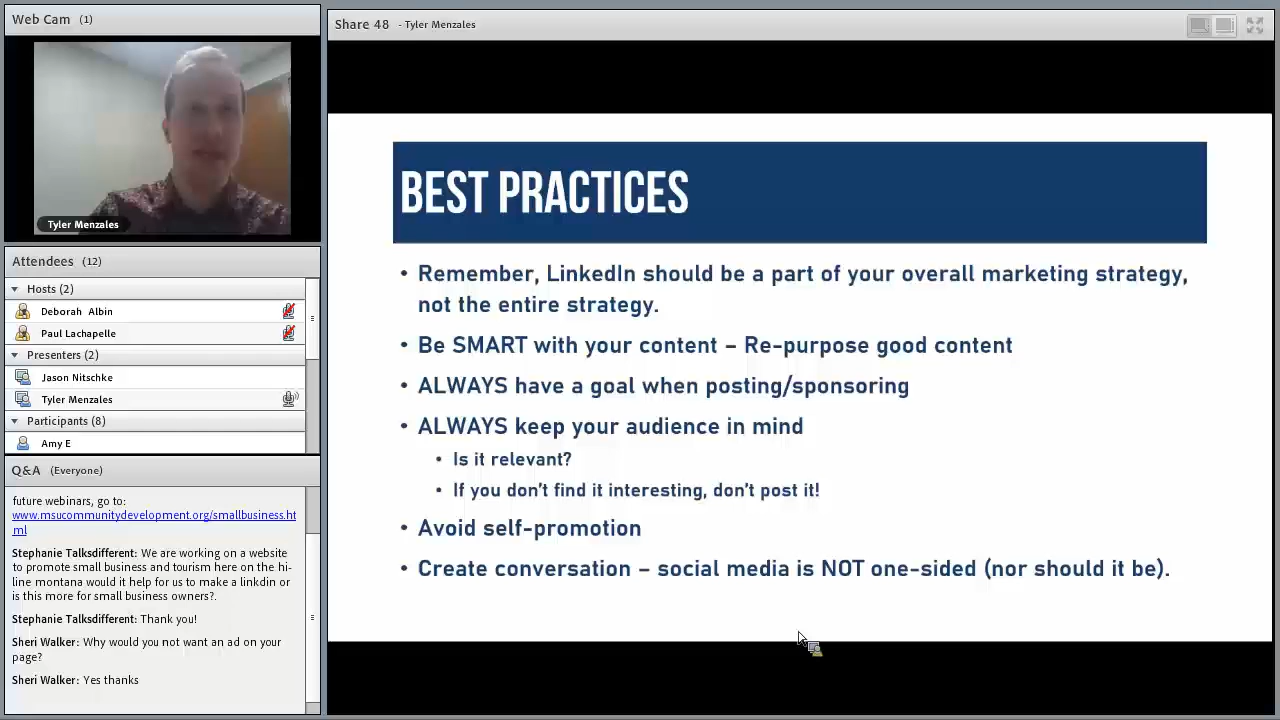 Web Cam (1)
Tyler Menzales
Attendees (12)
Hosts (2)
Deborah Albin
Paul Lachapelle
Presenters (2)
Jason Nitschke
Tyler Menzales
Participants (8)
Amy E
Q&A (Everyone)
future webinars, go to:
www.msucommunitydevelopment.org/smallbusiness.ht
ml
Stephanie Talksdifferent: We are working on a website
to promote small business and tourism here on the hi-
line montana would it help for us to make a linkdin or
is this more for small business owners?.
Stephanie Talksdifferent: Thank you!
Sheri Walker: Why would you not want an ad on your
page?
Sheri Walker: Yes thanks
Share 48 - Tyler Menzales
BEST PRACTICES
• Remember, LinkedIn should be a part of your overall marketing strategy,
not the entire strategy.
• Be SMART with your content – Re-purpose good content
• ALWAYS have a goal when posting/sponsoring
• ALWAYS keep your audience in mind
• Is it relevant?
• If you don't find it interesting, don't post it!
• Avoid self-promotion
• Create conversation – social media is NOT one-sided (nor should it be).